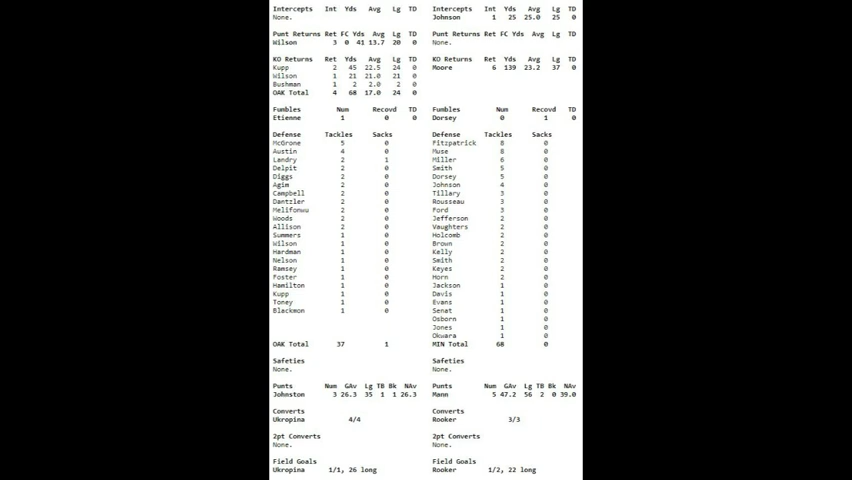 Intercepts Int Yds Avg Lg TD
None.
Punt Returns Ret FC Yds Avg Lg TD
Wilson 3 0 41 13.7 20 0
KO Returns Ret Yds Avg Lg TD
Kupp 2 45 22.5 24 0
Wilson 1 21 21.0 21 0
Bushman 1 2 2.0 2 0
OAK Total 4 68 17.0 24 0
Fumbles Num Recovd TD
Etienne 1 0 0
Defense Tackles Sacks
McGrone 5 0
Austin 4 0
Landry 2 1
Delpit 2 0
Diggs 2 0
Agim 2 0
Campbell 2 0
Dantzler 2 0
Melifonwu 2 0
Woods 2 0
Allison 2 0
Summers 1 0
Wilson 1 0
Hardman 1 0
Nelson 1 0
Ramsey 1 0
Foster 1 0
Hamilton 1 0
Kupp 1 0
Toney 1 0
Blackmon 1 0
OAK Total 37 1
Safeties
None.
Punts Num GAv Lg TB Bk NAv
Johnston 3 26.3 35 1 1 26.3
Converts
Ukropina 4/4
2pt Converts
None.
Field Goals
Ukropina 1/1, 26 long
Intercepts Int Yds Avg Lg TD
Johnson 1 25 25.0 25 0
Punt Returns Ret FC Yds Avg Lg TD
None.
KO Returns Ret Yds Avg Lg TD
Moore 6 139 23.2 37 0
Fumbles Num Recovd TD
Dorsey 0 1 0
Defense Tackles Sacks
Fitzpatrick 8 0
Muse 8 0
Miller 6 0
Smith 5 0
Dorsey 5 0
Johnson 4 0
Tillary 3 0
Rousseau 3 0
Ford 3 0
Jefferson 2 0
Vaughters 2 0
Holcomb 2 0
Brown 2 0
Kelly 2 0
Smith 2 0
Keyes 2 0
Horn 2 0
Jackson 1 0
Davis 1 0
Evans 1 0
Senat 1 0
Osborn 1 0
Jones 1 0
Okwara 1 0
MIN Total 68 0
Safeties
None.
Punts Num GAv Lg TB Bk NAv
Mann 5 47.2 56 2 0 39.0
Converts
Rooker 3/3
2pt Converts
None.
Field Goals
Rooker 1/2, 22 long